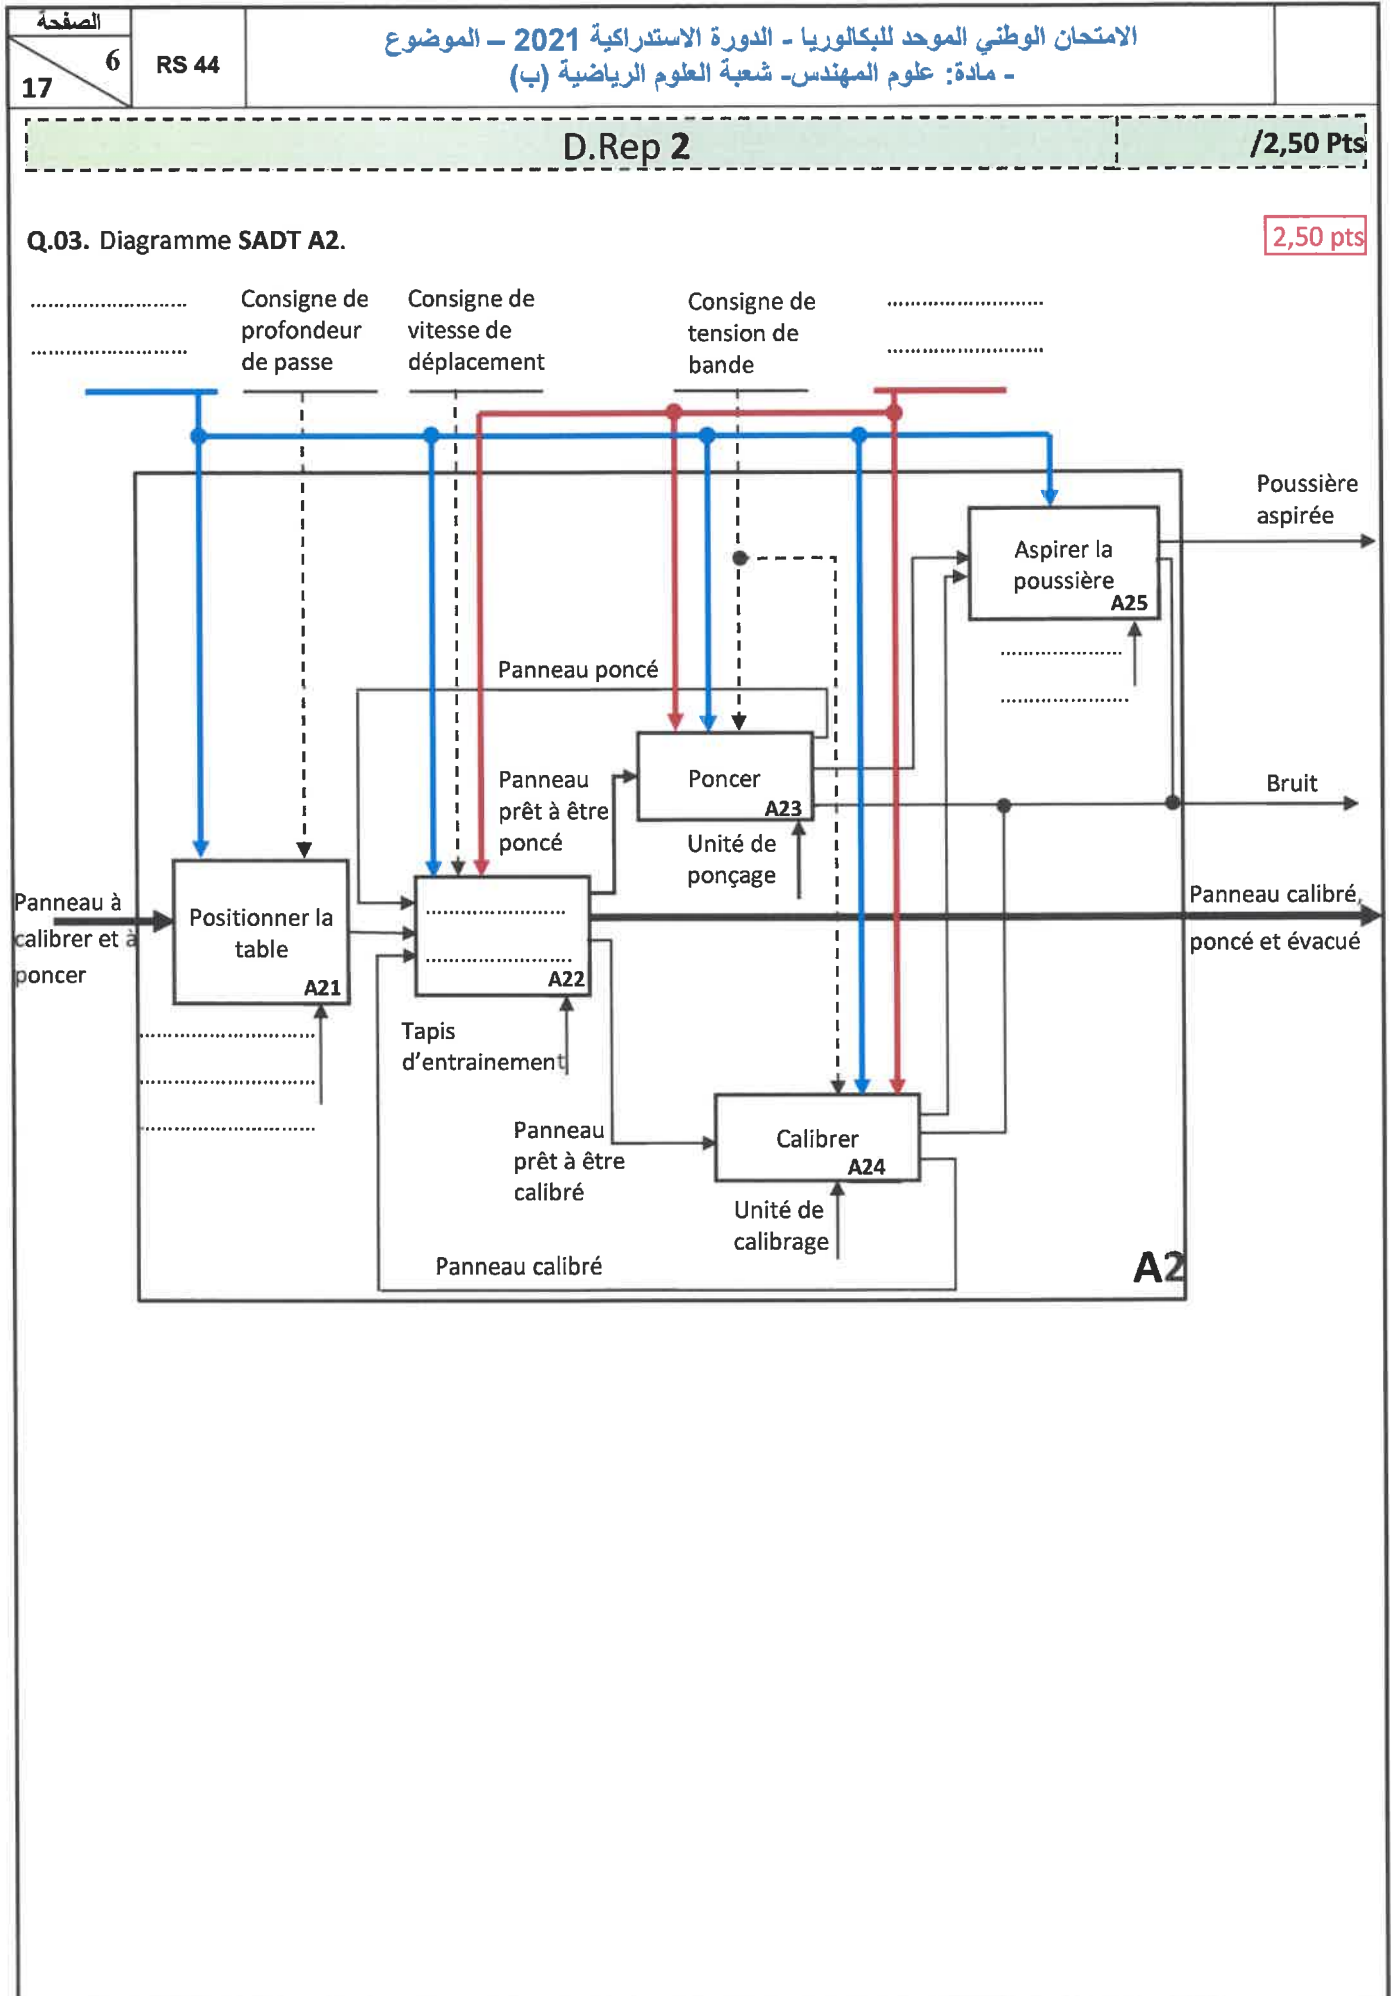 الصفحة
6
17
RS 44
الامتحان الوطني الموحد للبكالوريا - الدورة الاستدراكية 2021 – الموضوع
- مادة: علوم المهندس- شعبة العلوم الرياضية (ب)
D.Rep 2
/2,50 Pts
Q.03. Diagramme SADT A2.
2,50 pts
............................
............................
Consigne de
profondeur
de passe
Consigne de
vitesse de
déplacement
Consigne de
tension de
bande
............................
............................
Poussière
aspirée
Aspirer la
poussière
A25
......................
.......................
Panneau poncé
Panneau
prêt à être
poncé
Poncer
A23
Unité de
ponçage
Bruit
Panneau à
calibrer et à
poncer
Positionner la
table
A21
...............................
...............................
...............................
.........................
..........................
A22
Tapis
d'entrainement
Panneau calibré,
poncé et évacué
Panneau
prêt à être
calibré
Calibrer
A24
Unité de
calibrage
Panneau calibré
A2